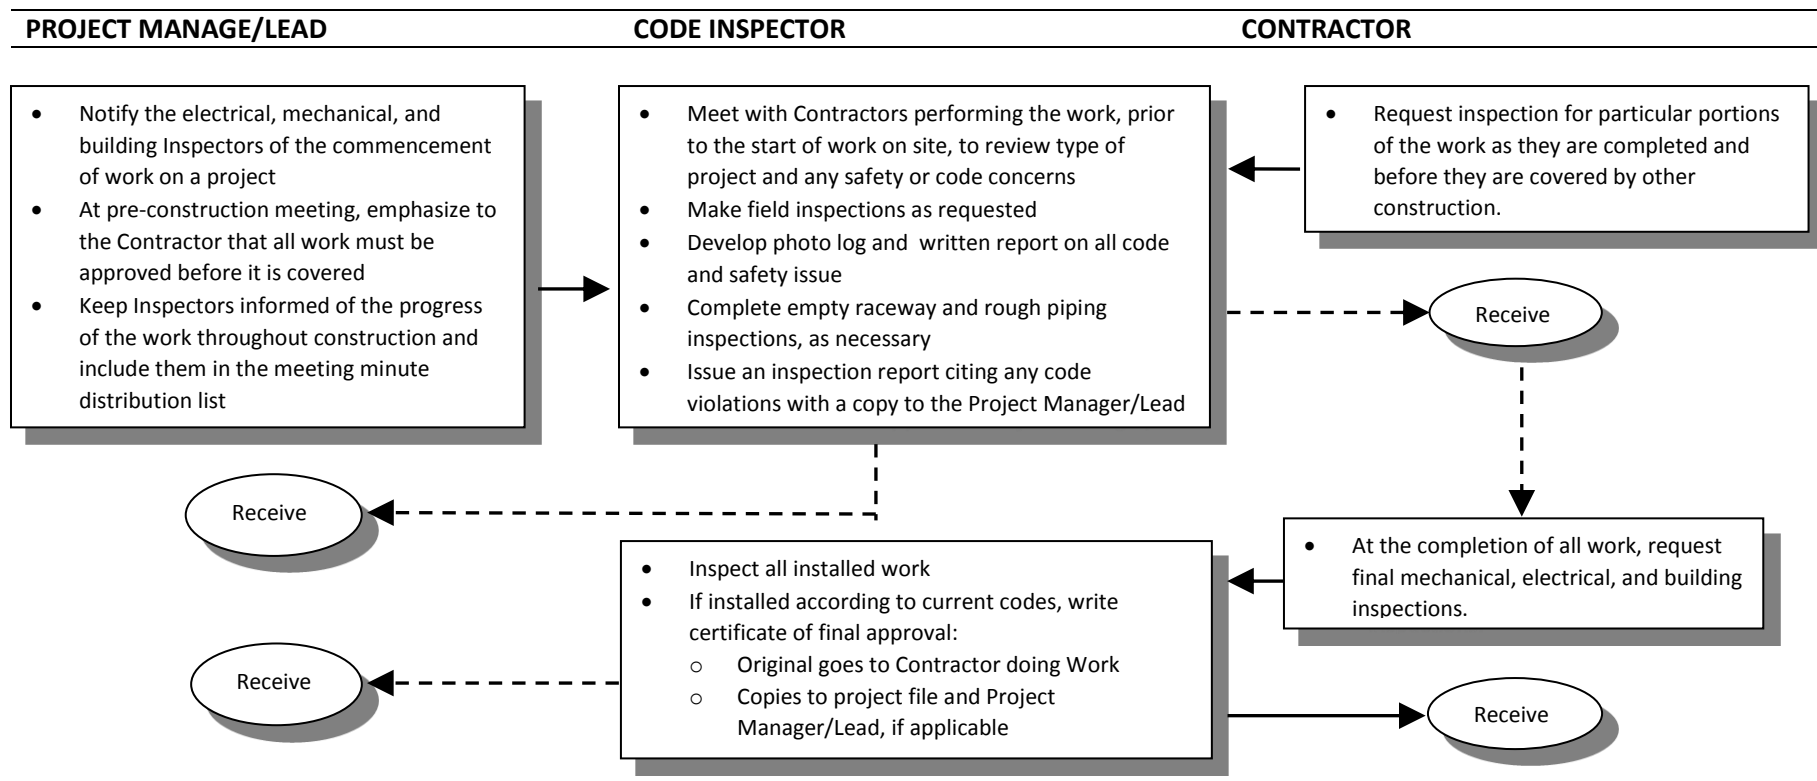 PROJECT MANAGE/LEAD
CODE INSPECTOR
CONTRACTOR
• Notify the electrical, mechanical, and
building Inspectors of the commencement
of work on a project
• At pre-construction meeting, emphasize to
the Contractor that all work must be
approved before it is covered
• Keep Inspectors informed of the progress
of the work throughout construction and
include them in the meeting minute
distribution list
• Meet with Contractors performing the work, prior
to the start of work on site, to review type of
project and any safety or code concerns
• Make field inspections as requested
• Develop photo log and written report on all code
and safety issue
• Complete empty raceway and rough piping
inspections, as necessary
• Issue an inspection report citing any code
violations with a copy to the Project Manager/Lead
• Request inspection for particular portions
of the work as they are completed and
before they are covered by other
construction.
Receive
Receive
• At the completion of all work, request
final mechanical, electrical, and building
inspections.
• Inspect all installed work
• If installed according to current codes, write
certificate of final approval:
o Original goes to Contractor doing Work
o Copies to project file and Project
Manager/Lead, if applicable
Receive
Receive